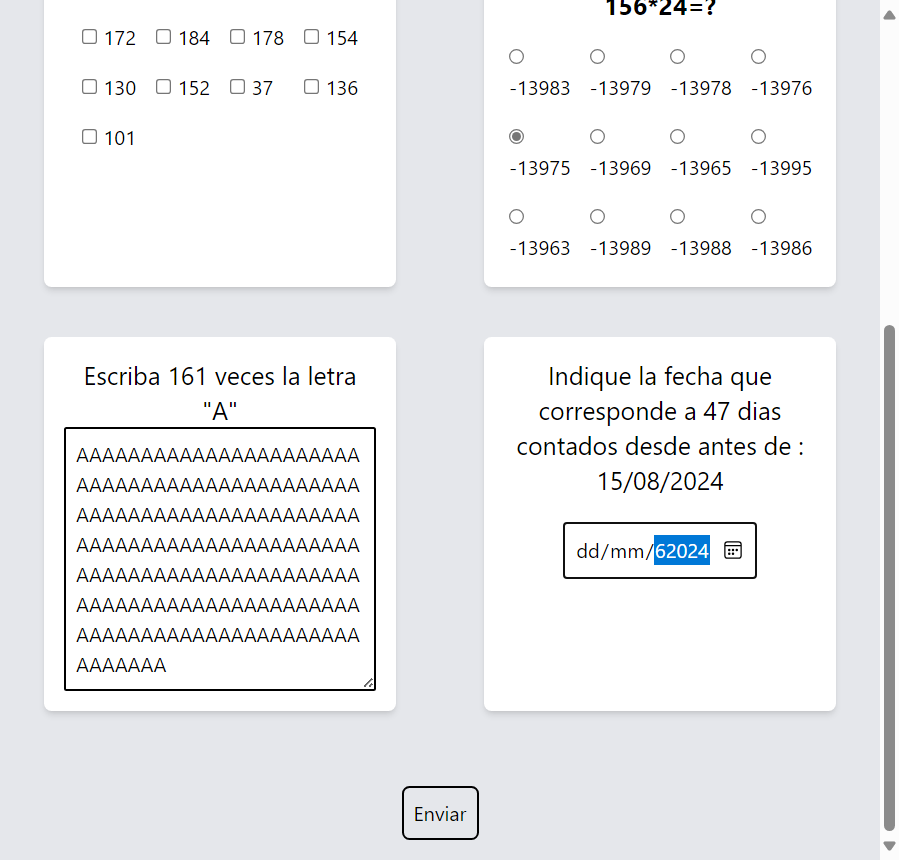 172 184 178 154
130 152 37 136
101
156*24=?
-13983 -13979 -13978 -13976
-13975 -13969 -13965 -13995
-13963 -13989 -13988 -13986
Escriba 161 veces la letra
"A"
AAAAAAAAAAAAAAAAAAAAAA
AAAAAAAAAAAAAAAAAAAAAA
AAAAAAAAAAAAAAAAAAAAAA
AAAAAAAAAAAAAAAAAAAAAA
AAAAAAAAAAAAAAAAAAAAAA
AAAAAAAAAAAAAAAAAAAAAA
AAAAAAAAAAAAAAAAAAAAAA
AAAAAAA
Indique la fecha que
corresponde a 47 dias
contados desde antes de :
15/08/2024
dd/mm/62024
Enviar